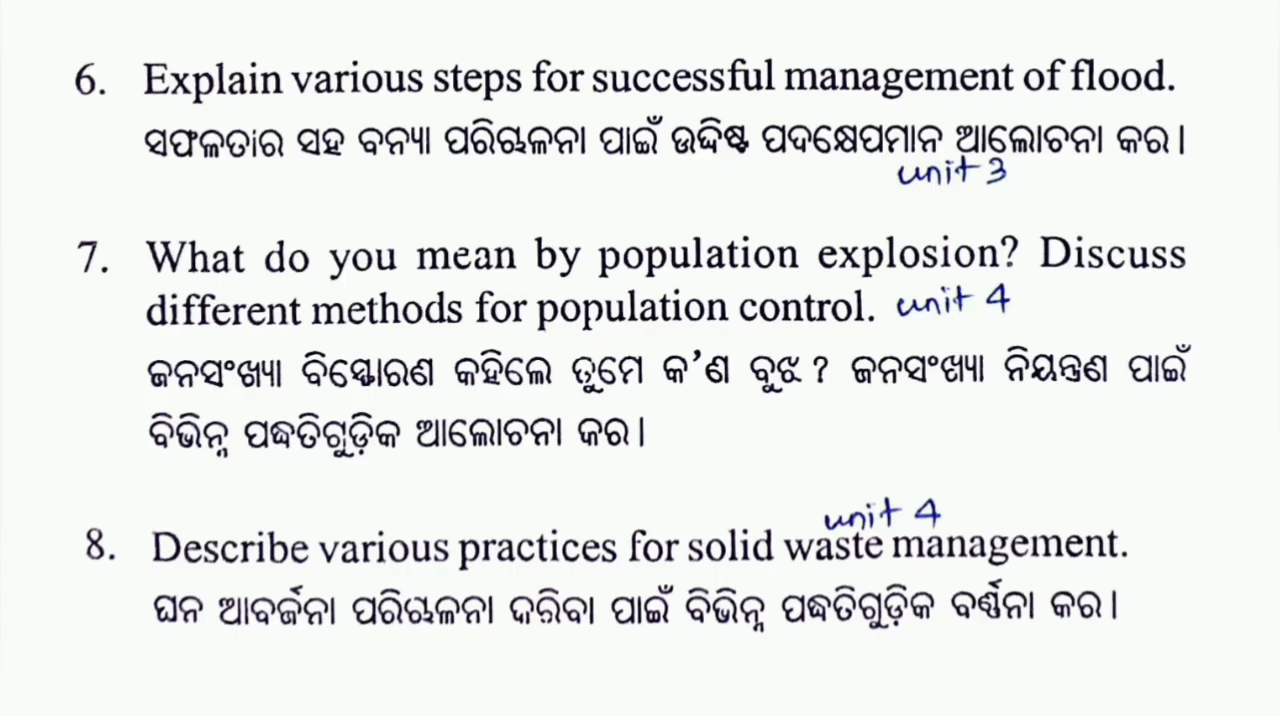 6. Explain various steps for successful management of flood.
ସଫଳତାର ସହ ବନ୍ୟା ପରିଚାଳନା ପାଇଁ ଉଦ୍ଦିଷ୍ଟ ପଦକ୍ଷେପମାନ ଆଲୋଚନା କର।
unit 3
7. What do you mean by population explosion? Discuss
different methods for population control. unit 4
ଜନସଂଖ୍ୟା ବିସ୍ଫୋରଣ କହିଲେ ତୁମେ କ'ଣ ବୁଝ ? ଜନସଂଖ୍ୟା ନିୟନ୍ତ୍ରଣ ପାଇଁ
ବିଭିନ୍ନ ପଦ୍ଧତିଗୁଡ଼ିକ ଆଲୋଚନା କର।
unit 4
8. Describe various practices for solid waste management.
ଘନ ଆବର୍ଜନା ପରିଚାଳନା କରିବା ପାଇଁ ବିଭିନ୍ନ ପଦ୍ଧତିଗୁଡ଼ିକ ବର୍ଣ୍ଣନା କର।